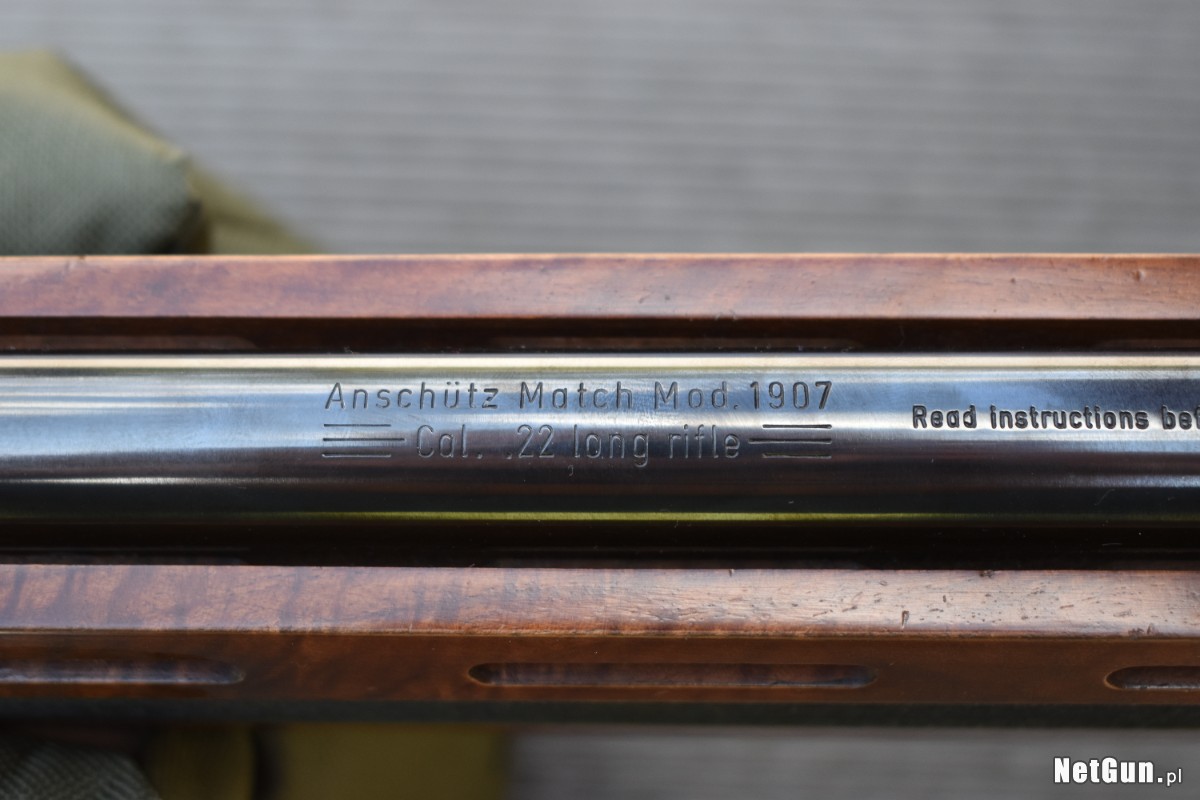 Anschütz Match Mod. 1907
Cal. .22 long rifle
Read instructions
NetGun.pl